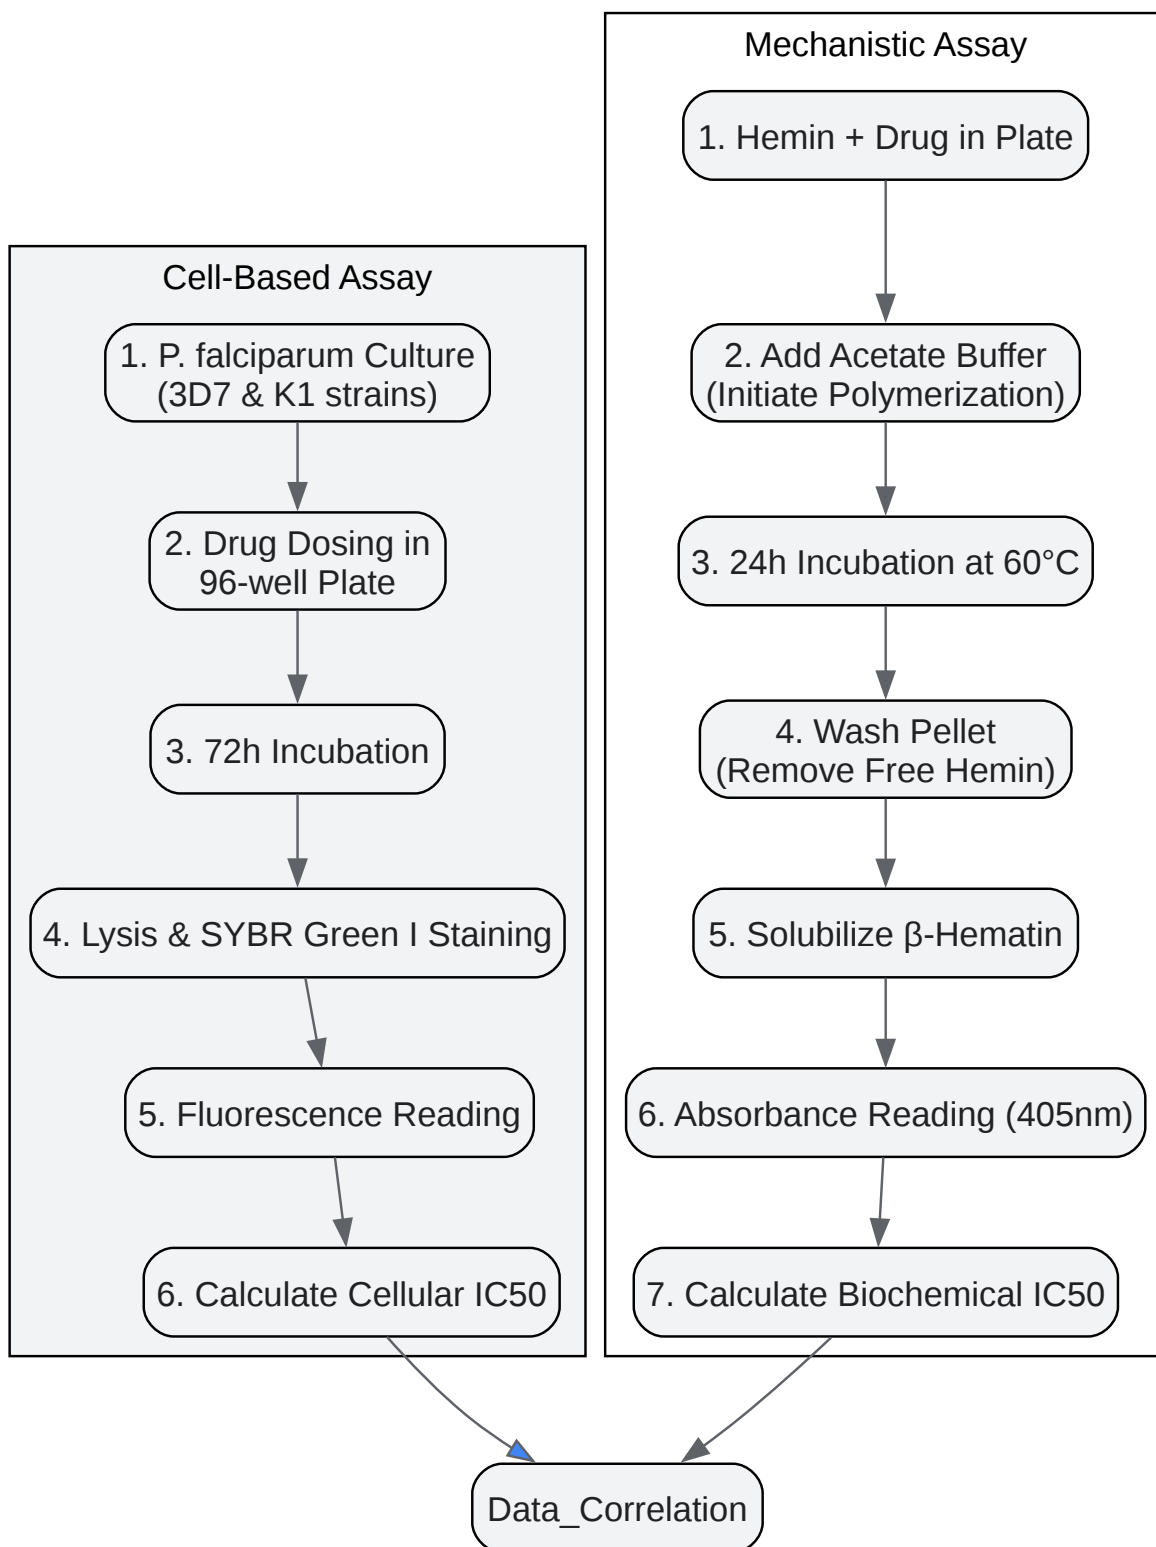 Cell-Based Assay
1. P. falciparum Culture
(3D7 & K1 strains)
2. Drug Dosing in
96-well Plate
3. 72h Incubation
4. Lysis & SYBR Green I Staining
5. Fluorescence Reading
6. Calculate Cellular IC50
Mechanistic Assay
1. Hemin + Drug in Plate
2. Add Acetate Buffer
(Initiate Polymerization)
3. 24h Incubation at 60°C
4. Wash Pellet
(Remove Free Hemin)
5. Solubilize β-Hematin
6. Absorbance Reading (405nm)
7. Calculate Biochemical IC50
Data_Correlation